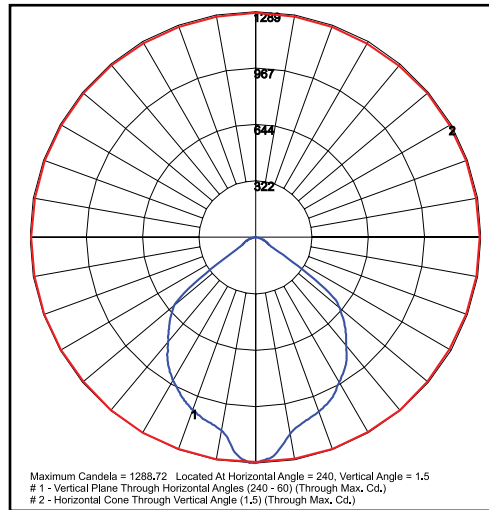 1289
967
2
644
322
1
Maximum Candela = 1288.72 Located At Horizontal Angle = 240, Vertical Angle = 1.5
# 1 - Vertical Plane Through Horizontal Angles (240 - 60) (Through Max. Cd.)
# 2 - Horizontal Cone Through Vertical Angle (1.5) (Through Max. Cd.)